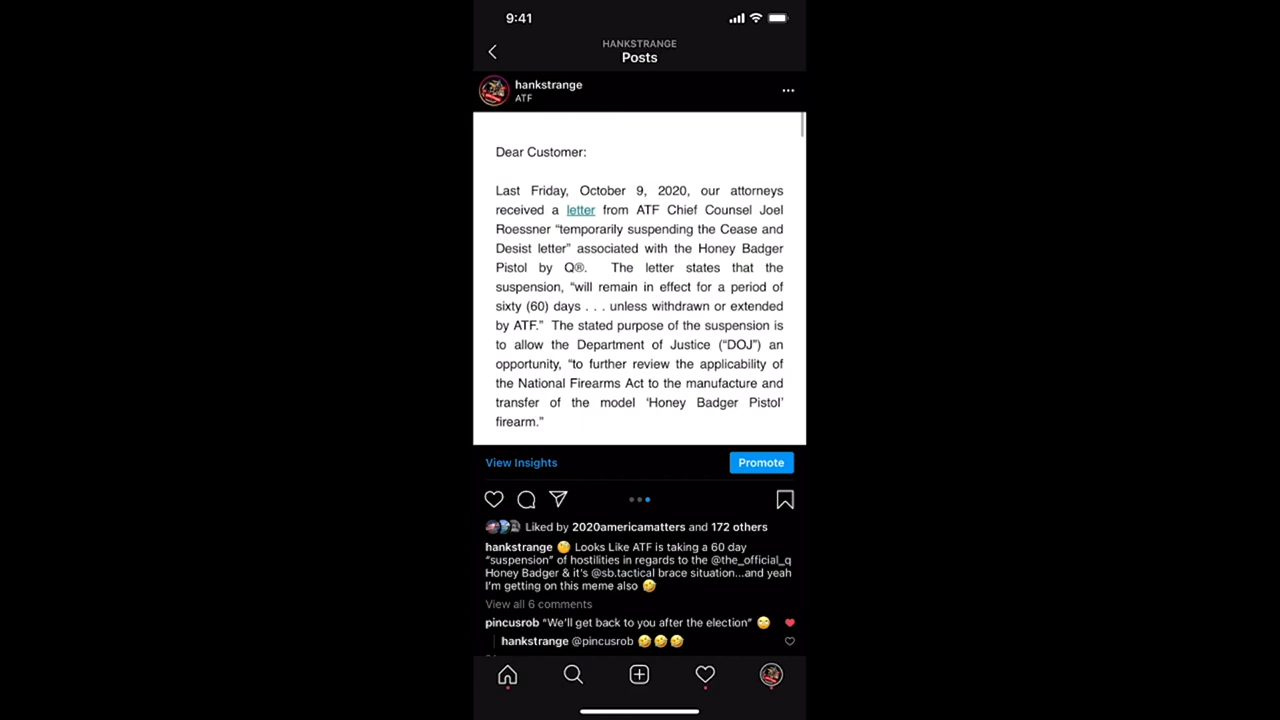 9:41
HANKSTRANGE
Posts
hankstrange
ATF
Dear Customer:
Last Friday, October 9, 2020, our attorneys
received a letter from ATF Chief Counsel Joel
Roessner “temporarily suspending the Cease and
Desist letter” associated with the Honey Badger
Pistol by Q®. The letter states that the
suspension, “will remain in effect for a period of
sixty (60) days . . . unless withdrawn or extended
by ATF.” The stated purpose of the suspension is
to allow the Department of Justice (“DOJ”) an
opportunity, “to further review the applicability of
the National Firearms Act to the manufacture and
transfer of the model ‘Honey Badger Pistol’
firearm.”
View Insights
Promote
Liked by 2020americamatters and 172 others
hankstrange 🧐 Looks Like ATF is taking a 60 day
“suspension” of hostilities in regards to the @the_official_q
Honey Badger & it’s @sb.tactical brace situation...and yeah
I’m getting on this meme also 🤣
View all 6 comments
pincusrob “We’ll get back to you after the election” 🙄
hankstrange @pincusrob 🤣🤣🤣